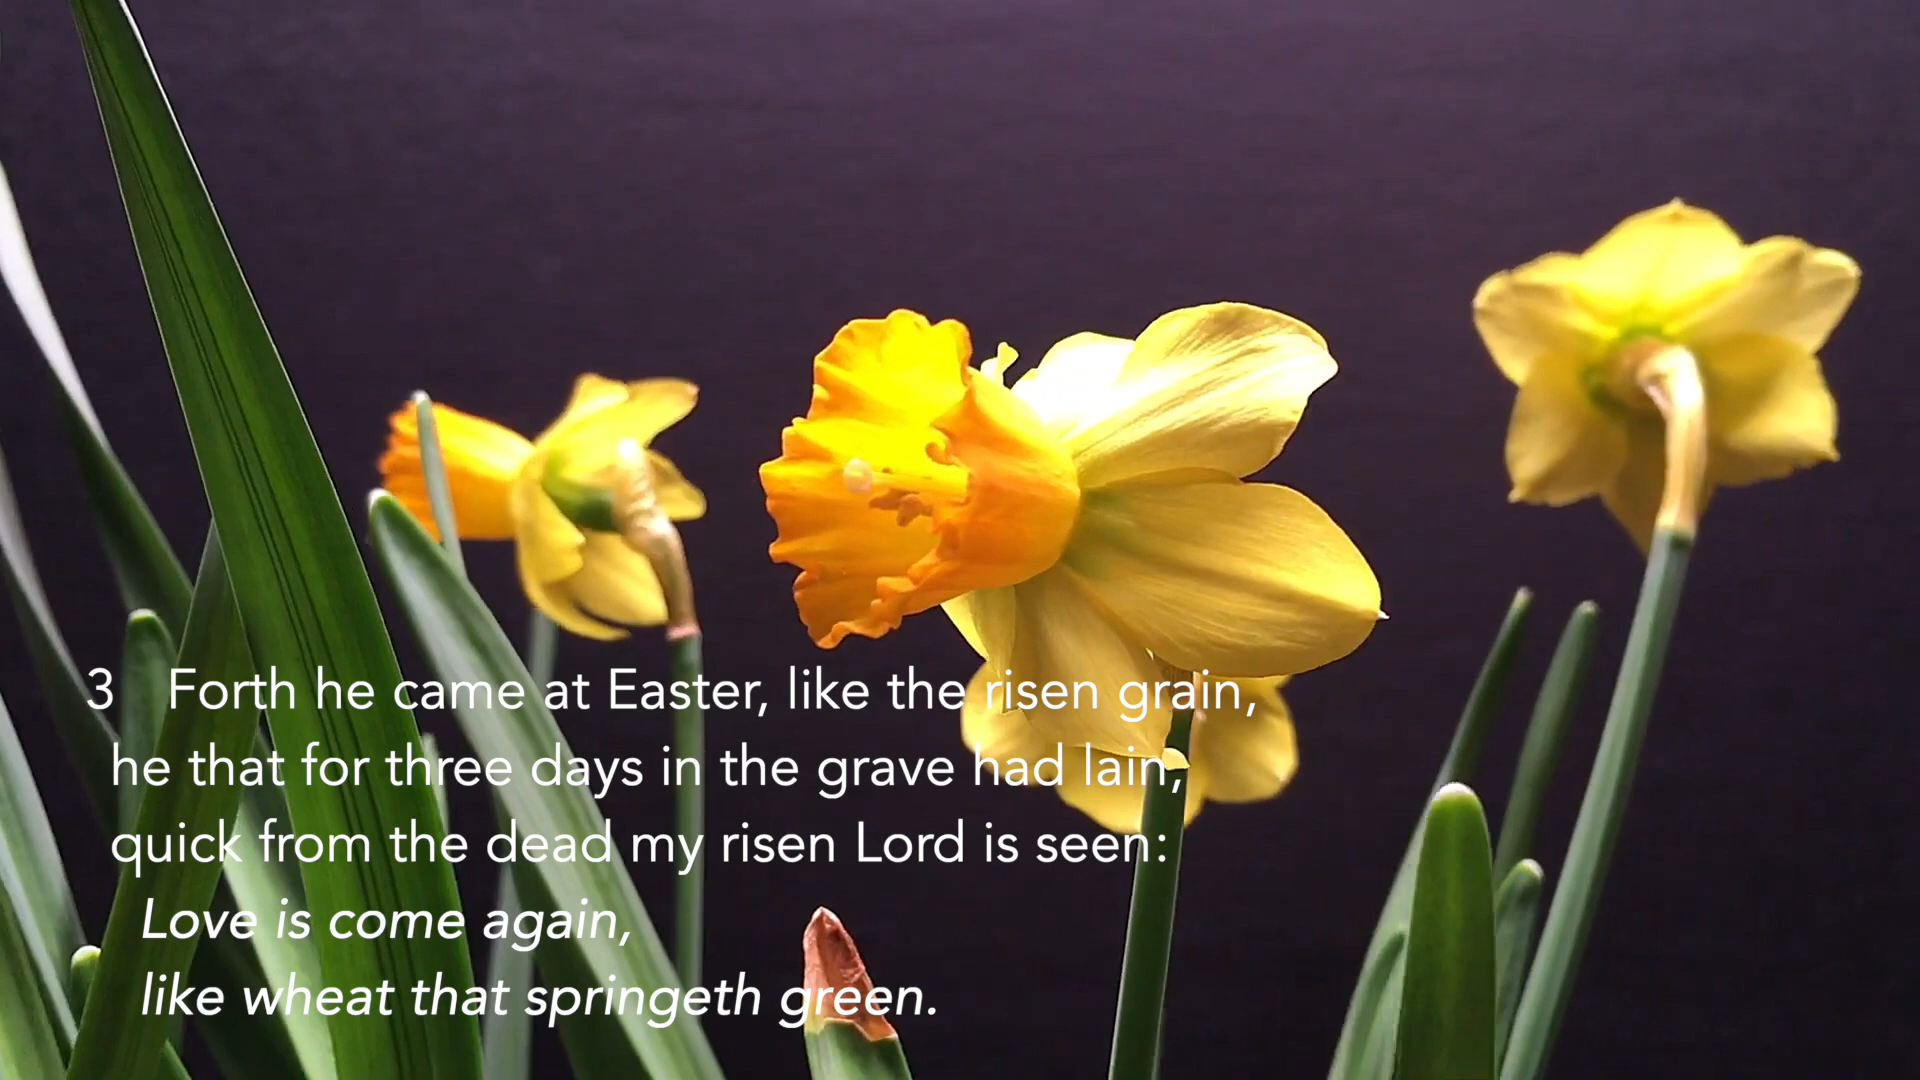 3 Forth he came at Easter, like the risen grain,
he that for three days in the grave had lain,
quick from the dead my risen Lord is seen:
Love is come again,
like wheat that springeth green.